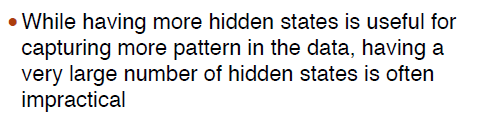 • While having more hidden states is useful for
capturing more pattern in the data, having a
very large number of hidden states is often
impractical